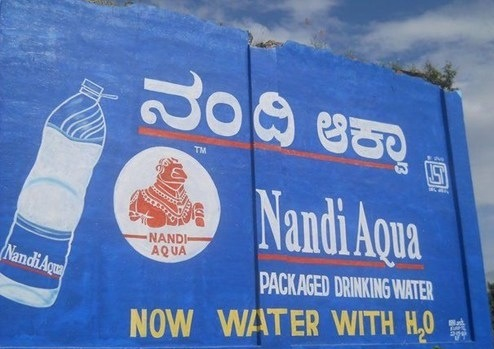 ನಂದಿ ಆಕ್ವಾ
TM
NANDI
AQUA
Nandi Aqua
Nandi Aqua
PACKAGED DRINKING WATER
NOW WATER WITH H₂O